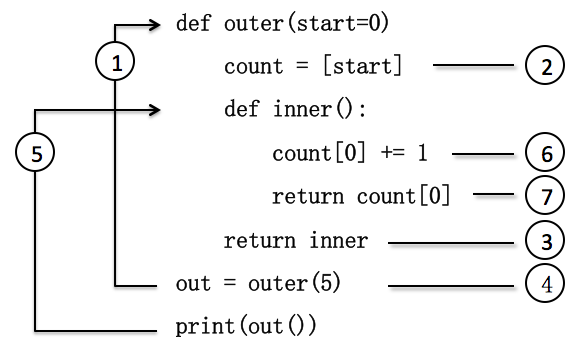 def outer(start=0)
1
count = [start] 2
def inner():
5
count[0] += 1 6
return count[0] 7
return inner 3
out = outer(5) 4
print(out())